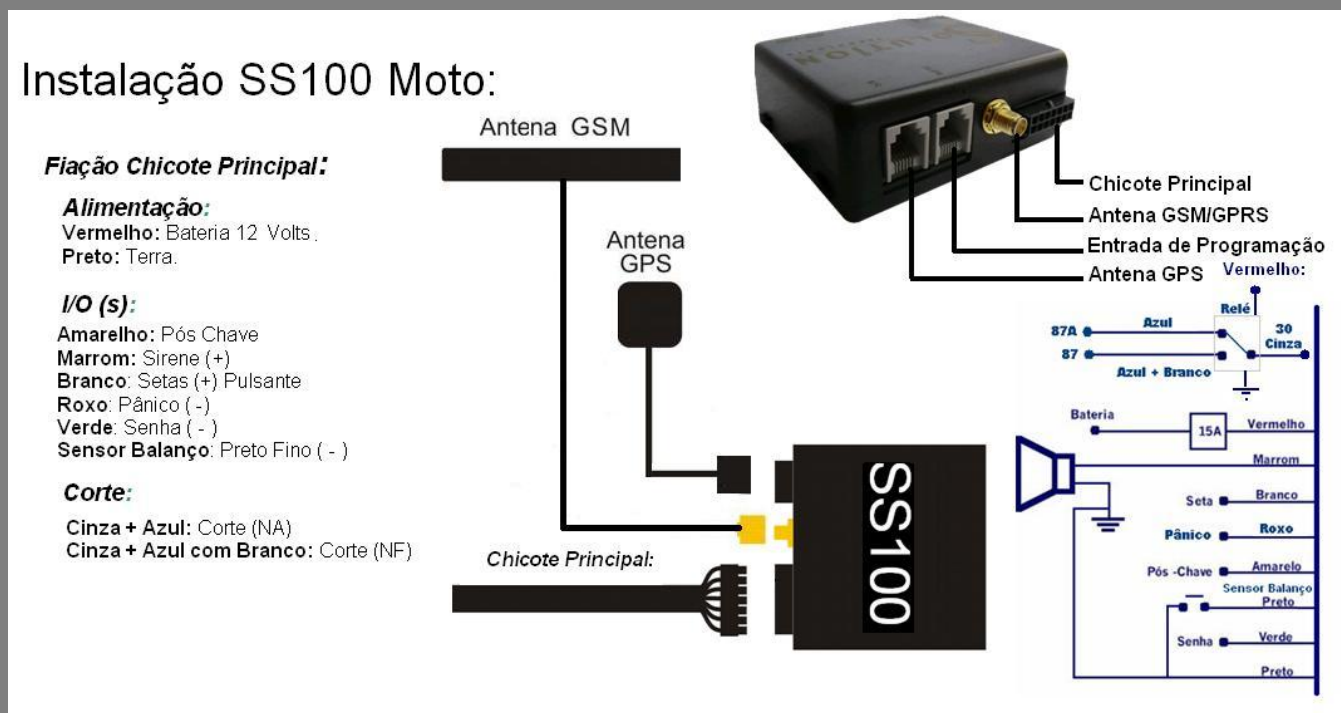 Instalação SS100 Moto:
Antena GSM
Fiação Chicote Principal:
Alimentação:
Vermelho: Bateria 12 Volts.
Preto: Terra.
I/O (s):
Amarelho: Pós Chave
Marrom: Sirene (+)
Branco: Setas (+) Pulsante
Roxo: Pânico (-)
Verde: Senha (-)
Sensor Balanço: Preto Fino (-)
Corte:
Cinza + Azul: Corte (NA)
Cinza + Azul com Branco: Corte (NF)
Antena
GPS
Chicote Principal:
SS100
OLUTION
Chicote Principal
Antena GSM/GPRS
Entrada de Programação
Antena GPS
Vermelho:
Relé
87A
Azul
30
Cinza
87
Azul + Branco
Bateria
15A
Vermelho
Marrom
Seta
Branco
Pânico
Roxo
Pós -Chave
Amarelo
Sensor Balanço
Preto
Senha
Verde
Preto